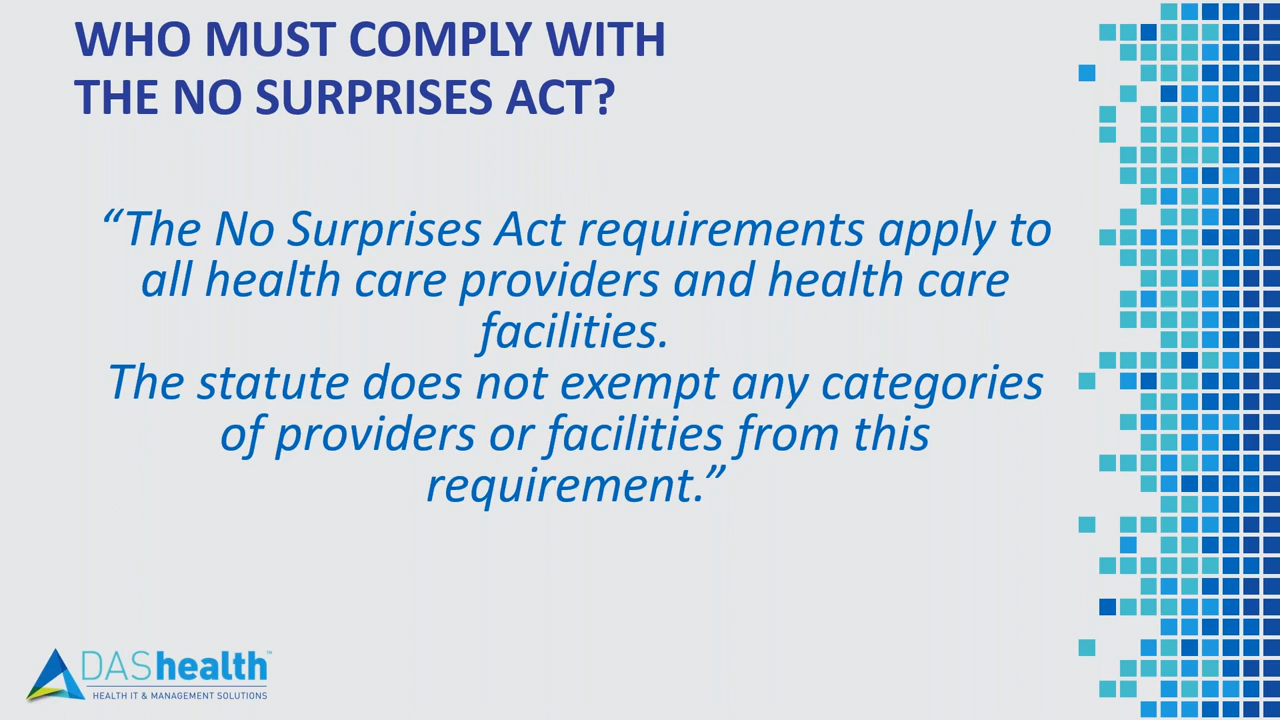 WHO MUST COMPLY WITH
THE NO SURPRISES ACT?
“The No Surprises Act requirements apply to
all health care providers and health care
facilities.
The statute does not exempt any categories
of providers or facilities from this
requirement.”
DAShealth™
HEALTH IT & MANAGEMENT SOLUTIONS